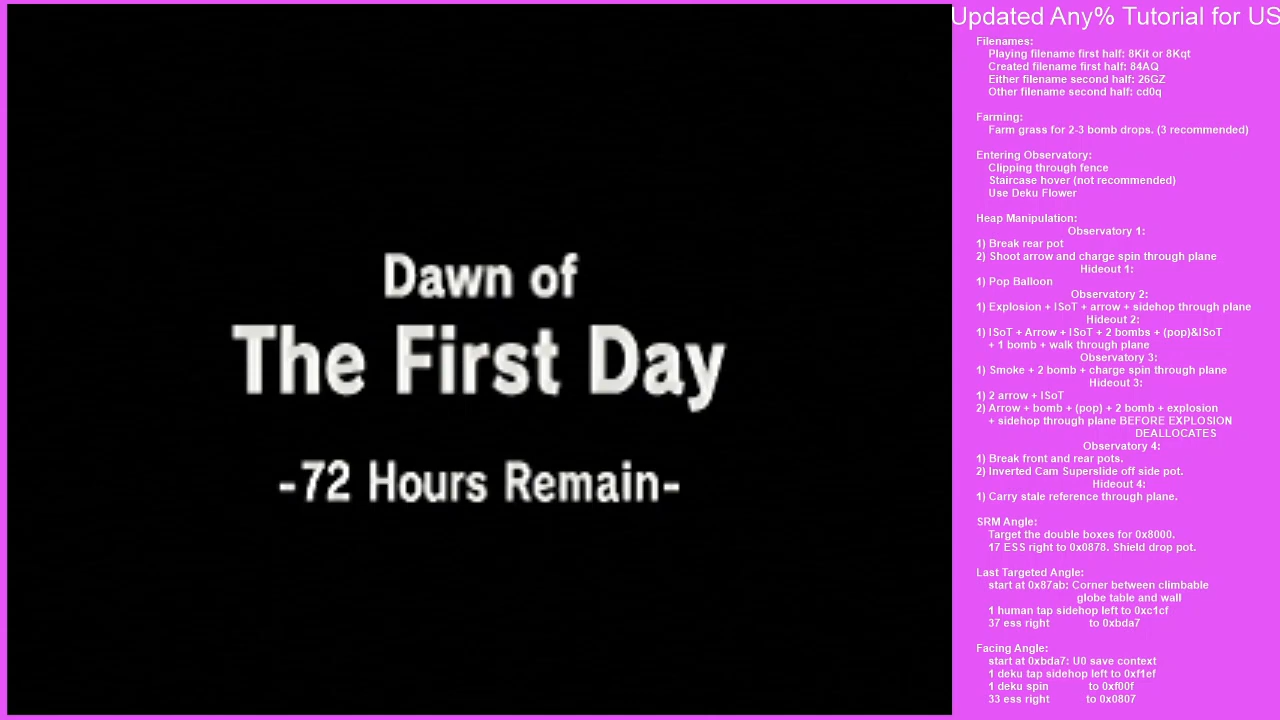 Dawn of
The First Day
-72 Hours Remain-
Updated Any% Tutorial for US
Filenames:
Playing filename first half: 8Kit or 8Kqt
Created filename first half: 84AQ
Either filename second half: 26GZ
Other filename second half: cd0q
Farming:
Farm grass for 2-3 bomb drops. (3 recommended)
Entering Observatory:
Clipping through fence
Staircase hover (not recommended)
Use Deku Flower
Heap Manipulation:
Observatory 1:
1) Break rear pot
2) Shoot arrow and charge spin through plane
Hideout 1:
1) Pop Balloon
Observatory 2:
1) Explosion + ISoT + arrow + sidehop through plane
Hideout 2:
1) ISoT + Arrow + ISoT + 2 bombs + (pop)&ISoT
+ 1 bomb + walk through plane
Observatory 3:
1) Smoke + 2 bomb + charge spin through plane
Hideout 3:
1) 2 arrow + ISoT
2) Arrow + bomb + (pop) + 2 bomb + explosion
+ sidehop through plane BEFORE EXPLOSION
DEALLOCATES
Observatory 4:
1) Break front and rear pots.
2) Inverted Cam Superslide off side pot.
Hideout 4:
1) Carry stale reference through plane.
SRM Angle:
Target the double boxes for 0x8000.
17 ESS right to 0x0878. Shield drop pot.
Last Targeted Angle:
start at 0x87ab: Corner between climbable
globe table and wall
1 human tap sidehop left to 0xc1cf
37 ess right to 0xbda7
Facing Angle:
start at 0xbda7: U0 save context
1 deku tap sidehop left to 0xf1ef
1 deku spin to 0xf00f
33 ess right to 0x0807